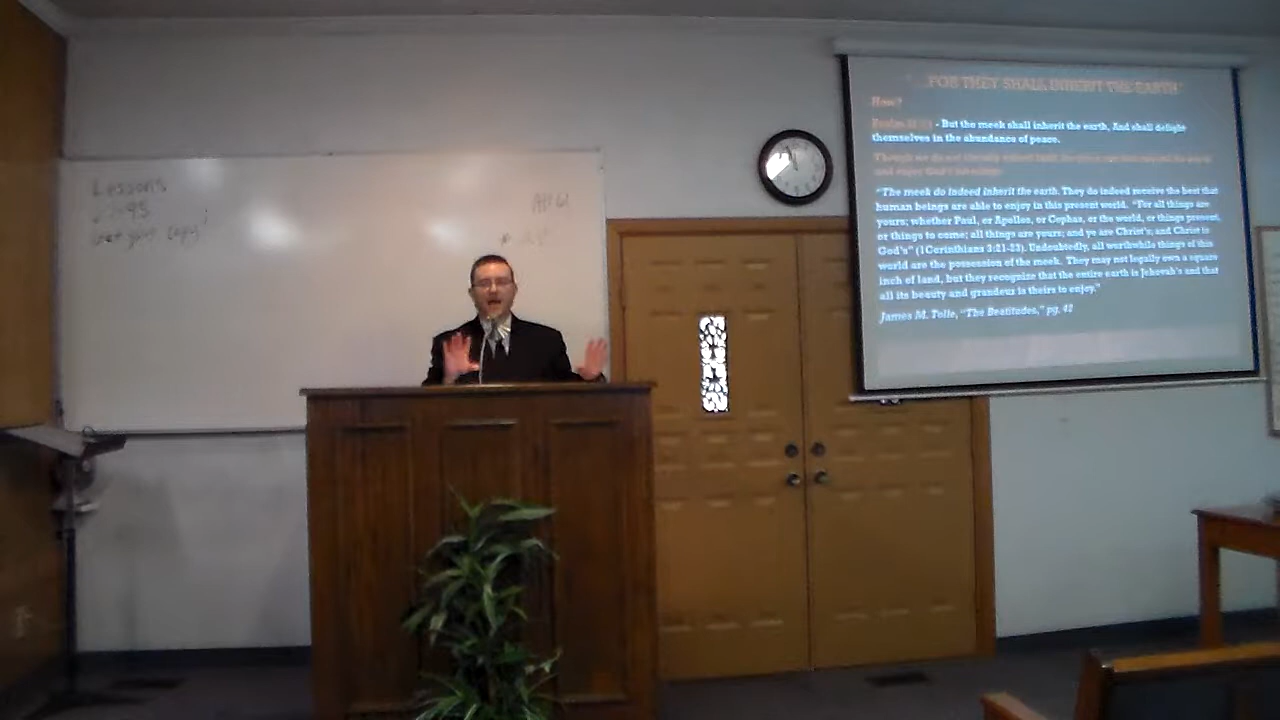 Lessons
Get your copy!
"...FOR THEY SHALL INHERIT THE EARTH"
How?
- But the meek shall inherit the earth, And shall delight
themselves in the abundance of peace.
"The meek do indeed inherit the earth. They do indeed receive the best that
human beings are able to enjoy in this present world. "For all things are
yours; whether Paul, or Apollos, or Cephas, or the world, or things present,
or things to come; all things are yours; and ye are Christ's; and Christ is
God's" (1Corinthians 3:21-23). Undoubtedly, all worthwhile things of this
world are the possession of the meek. They may not legally own a square
inch of land, but they recognize that the entire earth is Jehovah's and that
all its beauty and grandeur is theirs to enjoy."
James M. Tolle, "The Beatitudes," pg. 42